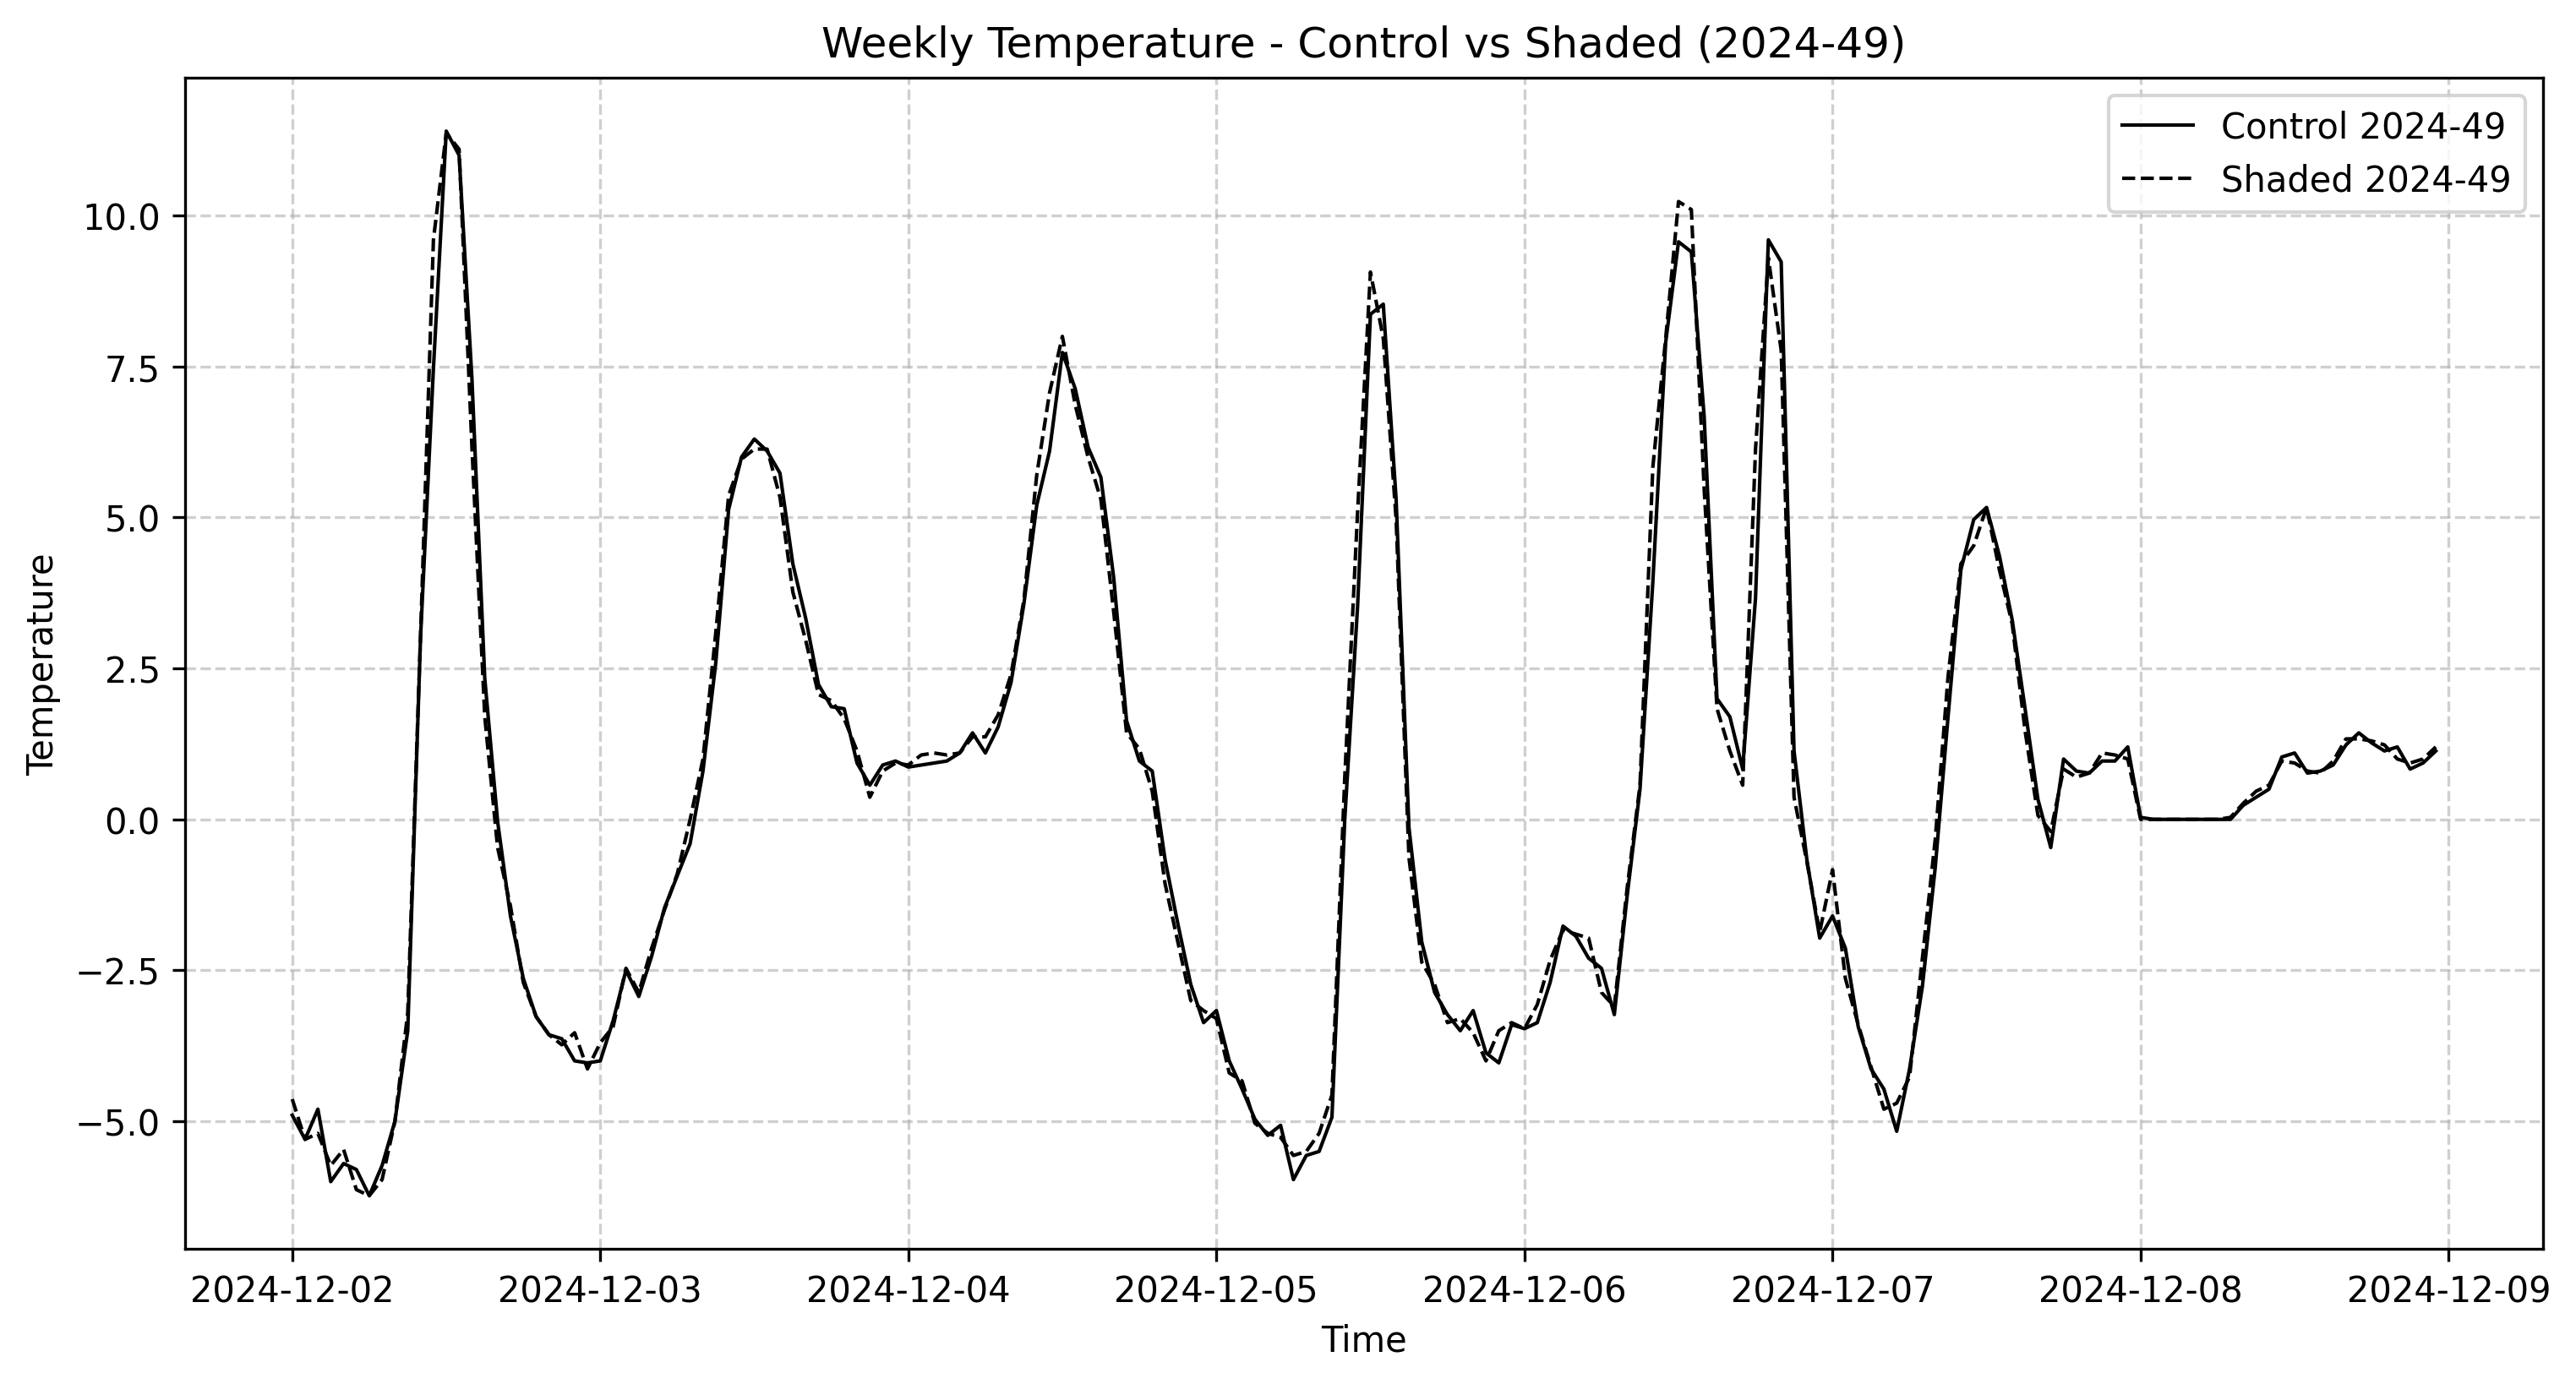 Weekly Temperature - Control vs Shaded (2024-49)
Control 2024-49
Shaded 2024-49
Temperature
10.0
7.5
5.0
2.5
0.0
−2.5
−5.0
2024-12-02 2024-12-03 2024-12-04 2024-12-05 2024-12-06 2024-12-07 2024-12-08 2024-12-09
Time